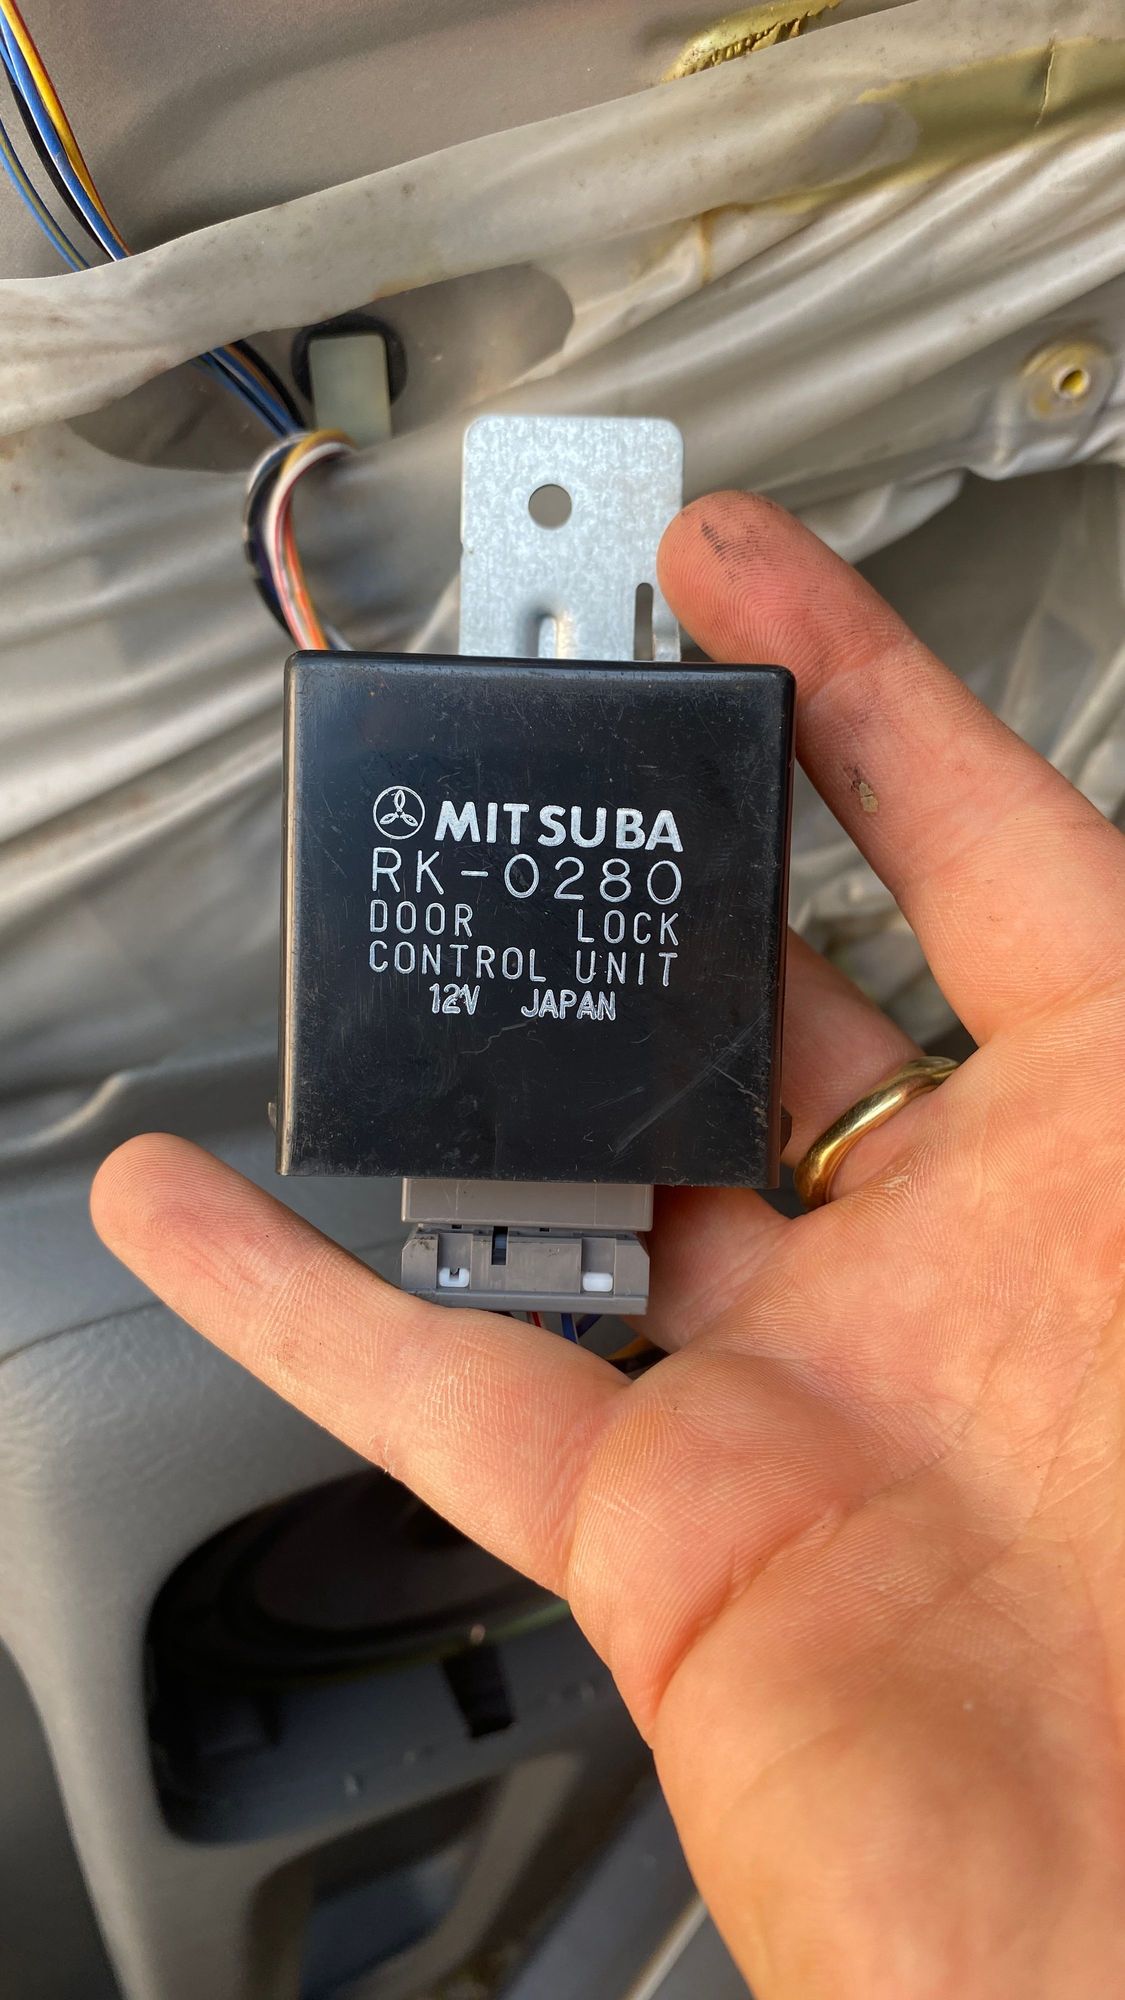 MITSUBA
RK-0280
DOOR LOCK
CONTROL UNIT
12V JAPAN